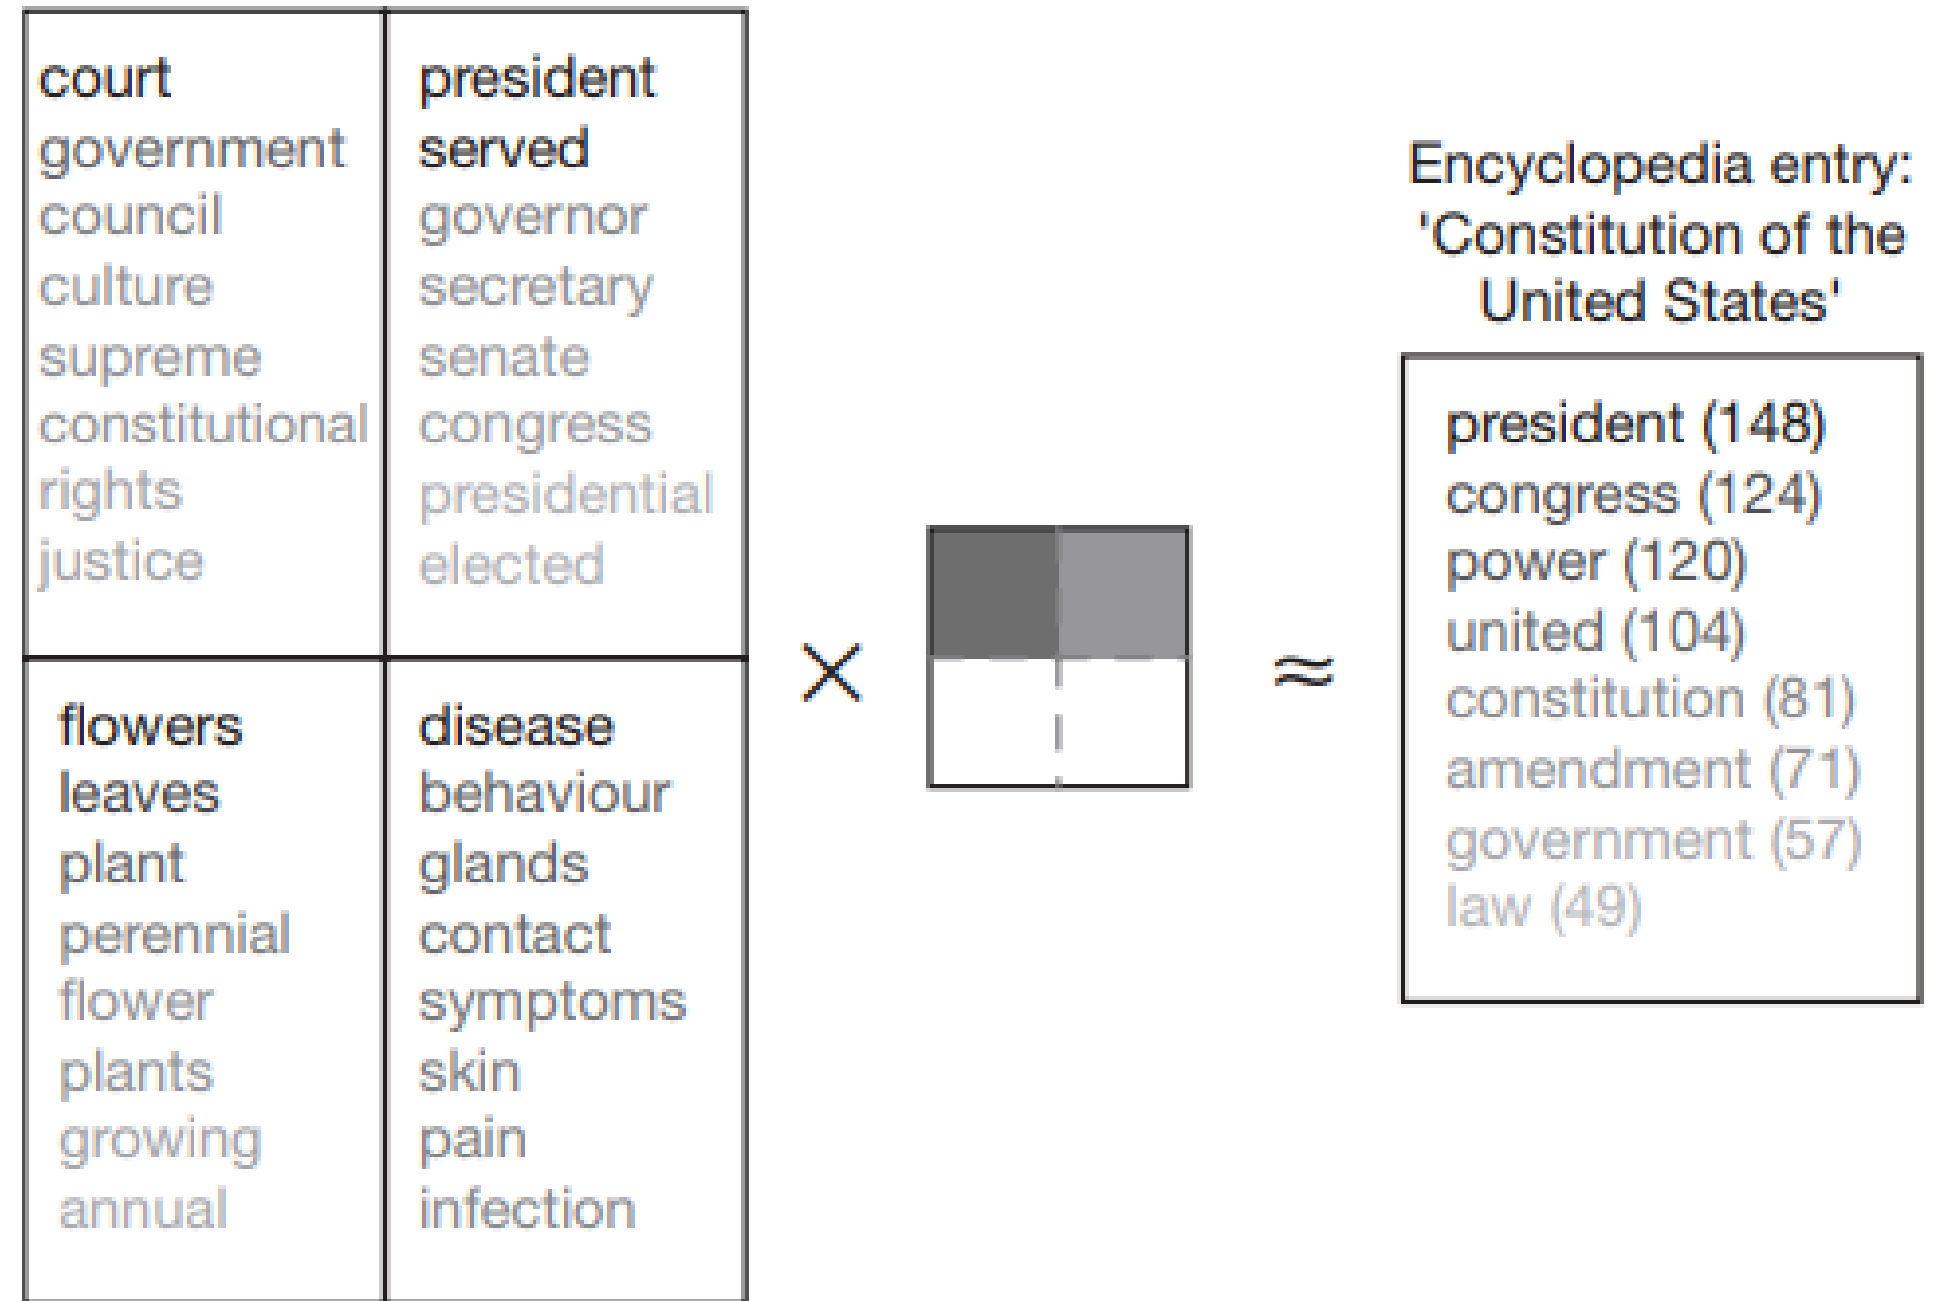 court
government
council
culture
supreme
constitutional
rights
justice
president
served
governor
secretary
senate
congress
presidential
elected
flowers
leaves
plant
perennial
flower
plants
growing
annual
disease
behaviour
glands
contact
symptoms
skin
pain
infection
×
≈
Encyclopedia entry:
'Constitution of the
United States'
president (148)
congress (124)
power (120)
united (104)
constitution (81)
amendment (71)
government (57)
law (49)